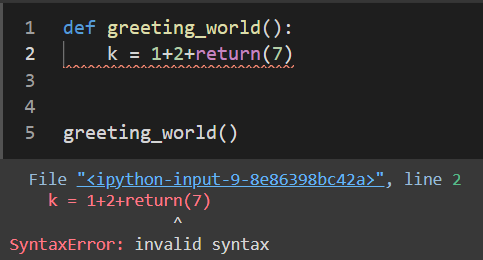 1 def greeting_world():
2     k = 1+2+return(7)
3
4
5 greeting_world()
File "<ipython-input-9-8e86398bc42a>", line 2
    k = 1+2+return(7)
                 ^
SyntaxError: invalid syntax